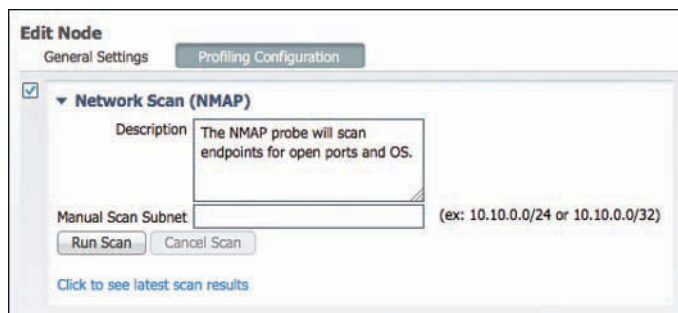 Edit Node
General Settings Profiling Configuration
Network Scan (NMAP)
Description The NMAP probe will scan
endpoints for open ports and OS.
Manual Scan Subnet (ex: 10.10.0.0/24 or 10.10.0.0/32)
Run Scan Cancel Scan
Click to see latest scan results